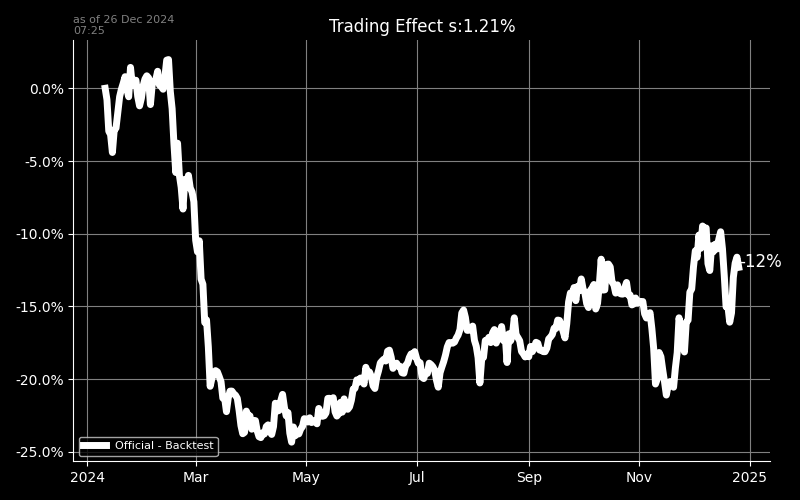 as of 26 Dec 2024
07:25
Trading Effect s:1.21%
0.0%
-5.0%
-10.0%
-12%
-15.0%
-20.0%
-25.0%
Official - Backtest
2024 Mar May Jul Sep Nov 2025